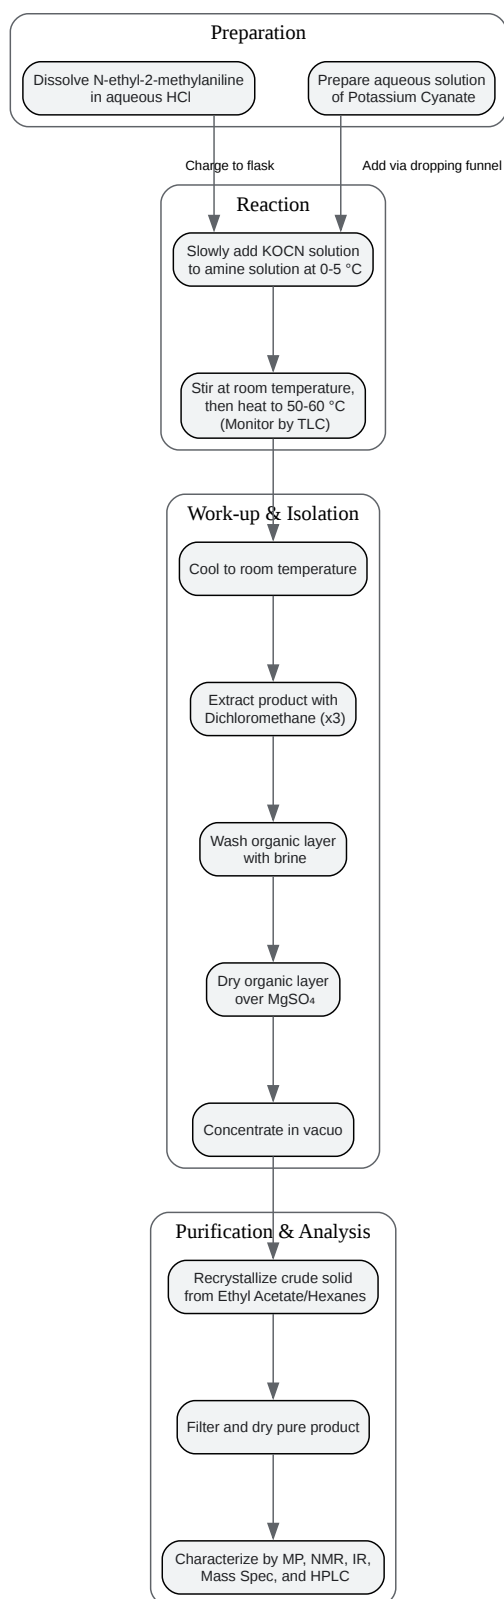 Preparation
Dissolve N-ethyl-2-methylaniline
in aqueous HCl
Prepare aqueous solution
of Potassium Cyanate
Charge to flask
Add via dropping funnel
Reaction
Slowly add KOCN solution
to amine solution at 0-5 °C
Stir at room temperature,
then heat to 50-60 °C
(Monitor by TLC)
Work-up & Isolation
Cool to room temperature
Extract product with
Dichloromethane (x3)
Wash organic layer
with brine
Dry organic layer
over MgSO₄
Concentrate in vacuo
Purification & Analysis
Recrystallize crude solid
from Ethyl Acetate/Hexanes
Filter and dry pure product
Characterize by MP, NMR, IR,
Mass Spec, and HPLC